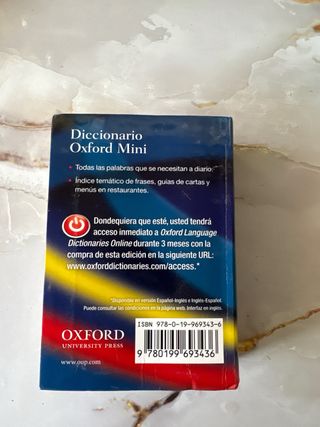 Diccionario
Oxford Mini
• Todas las palabras que se necesitan a diario.
• Índice temático de frases, guías de cartas y
menús en restaurantes.
Dondequiera que esté, usted tendrá
acceso inmediato a Oxford Language
Dictionaries Online durante 3 meses con la
compra de esta edición en la siguiente URL:
www.oxforddictionaries.com/access.*
*Disponible en versión Español-Inglés e Inglés-Español.
Puede consultar las condiciones en la página web. Interfaz en inglés.
OXFORD
UNIVERSITY PRESS
www.oup.com
ISBN 978-0-19-969343-6
9 780199 693436